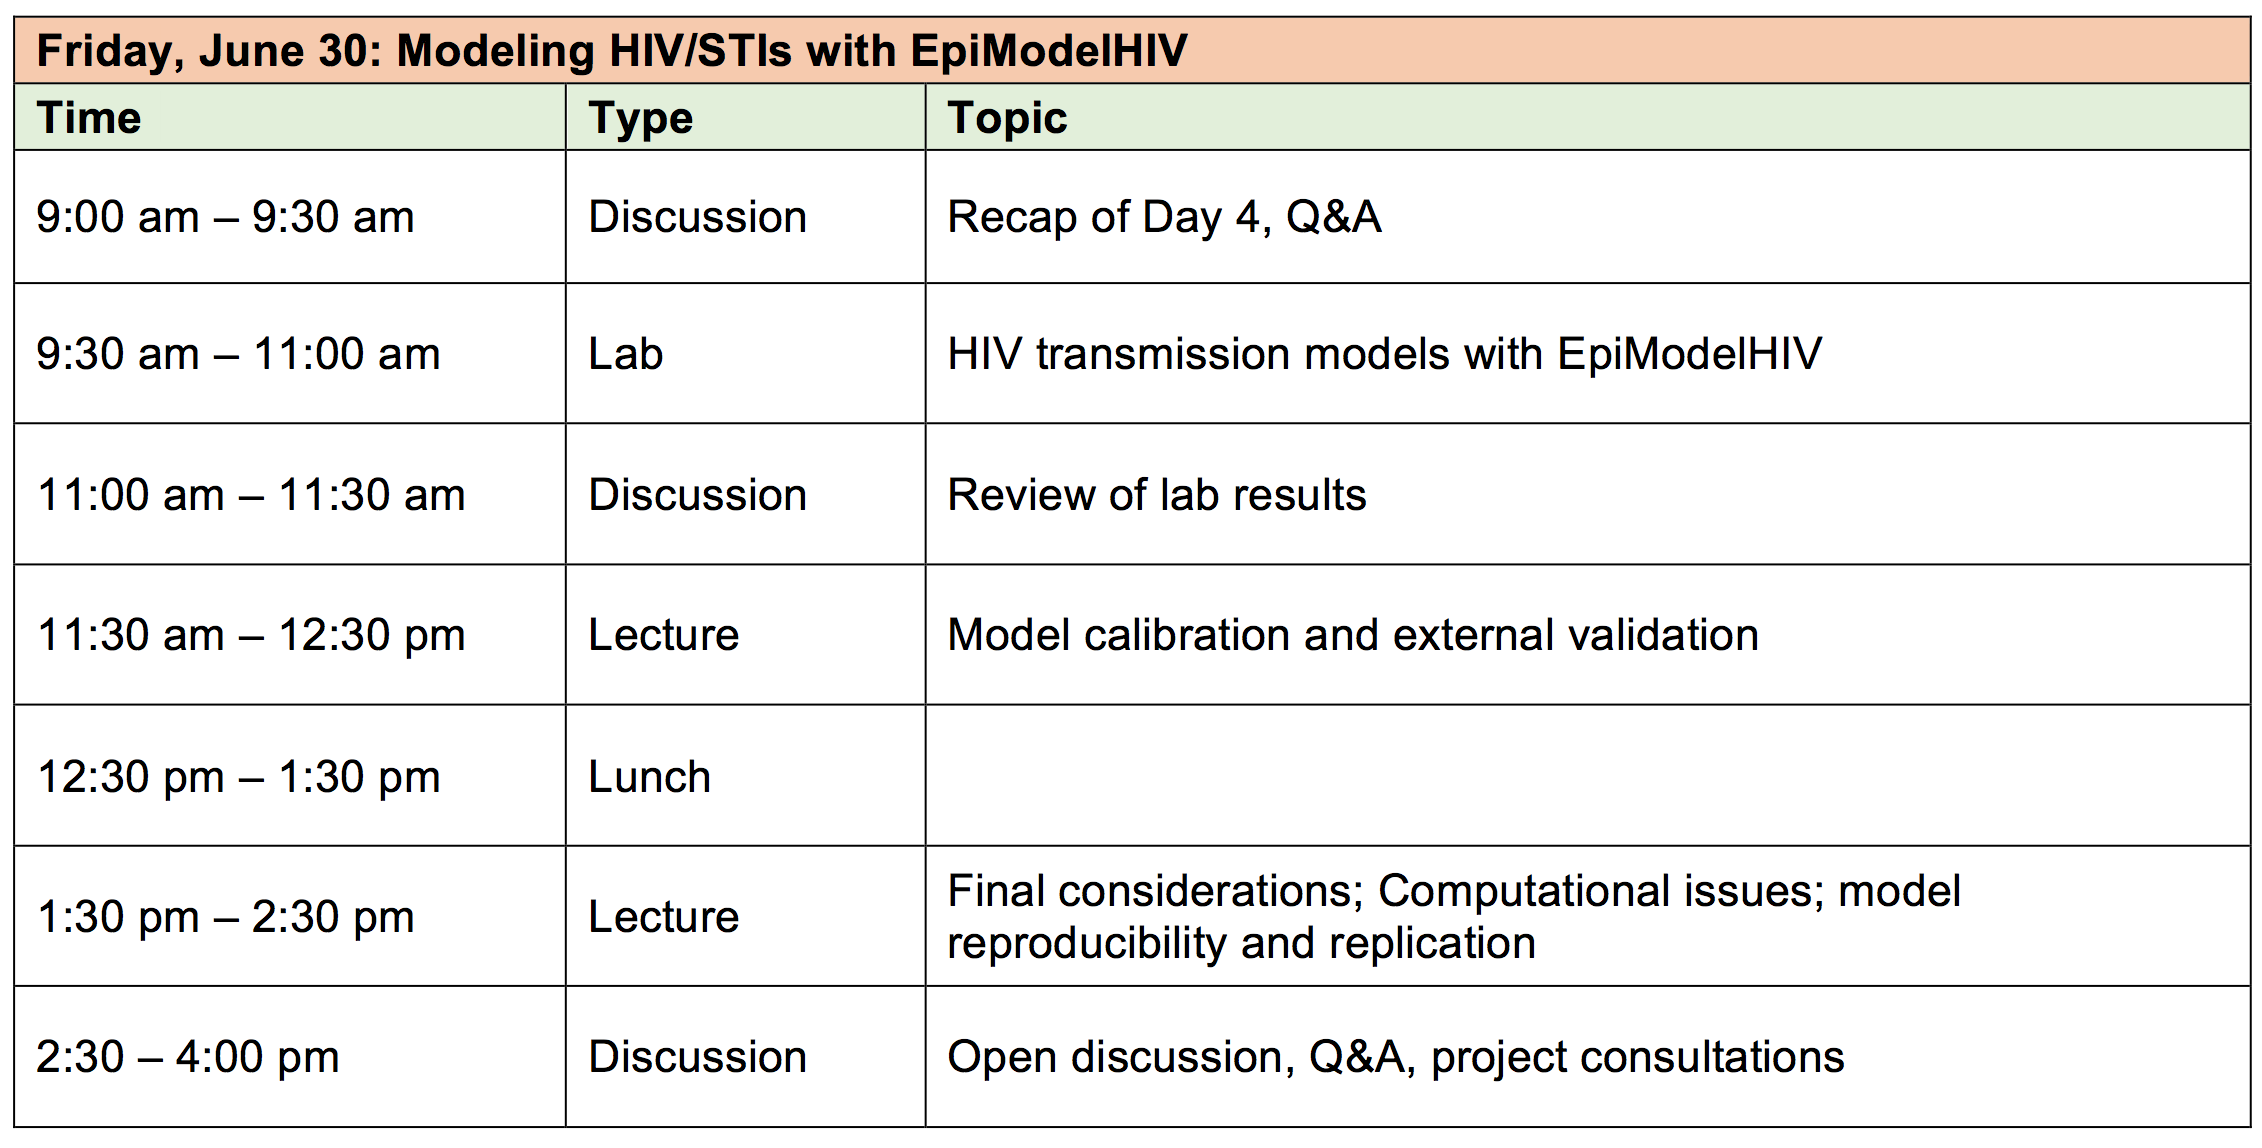 Friday, June 30: Modeling HIV/STIs with EpiModelHIV
Time Type Topic
9:00 am – 9:30 am Discussion Recap of Day 4, Q&A
9:30 am – 11:00 am Lab HIV transmission models with EpiModelHIV
11:00 am – 11:30 am Discussion Review of lab results
11:30 am – 12:30 pm Lecture Model calibration and external validation
12:30 pm – 1:30 pm Lunch
1:30 pm – 2:30 pm Lecture Final considerations; Computational issues; model
reproducibility and replication
2:30 – 4:00 pm Discussion Open discussion, Q&A, project consultations